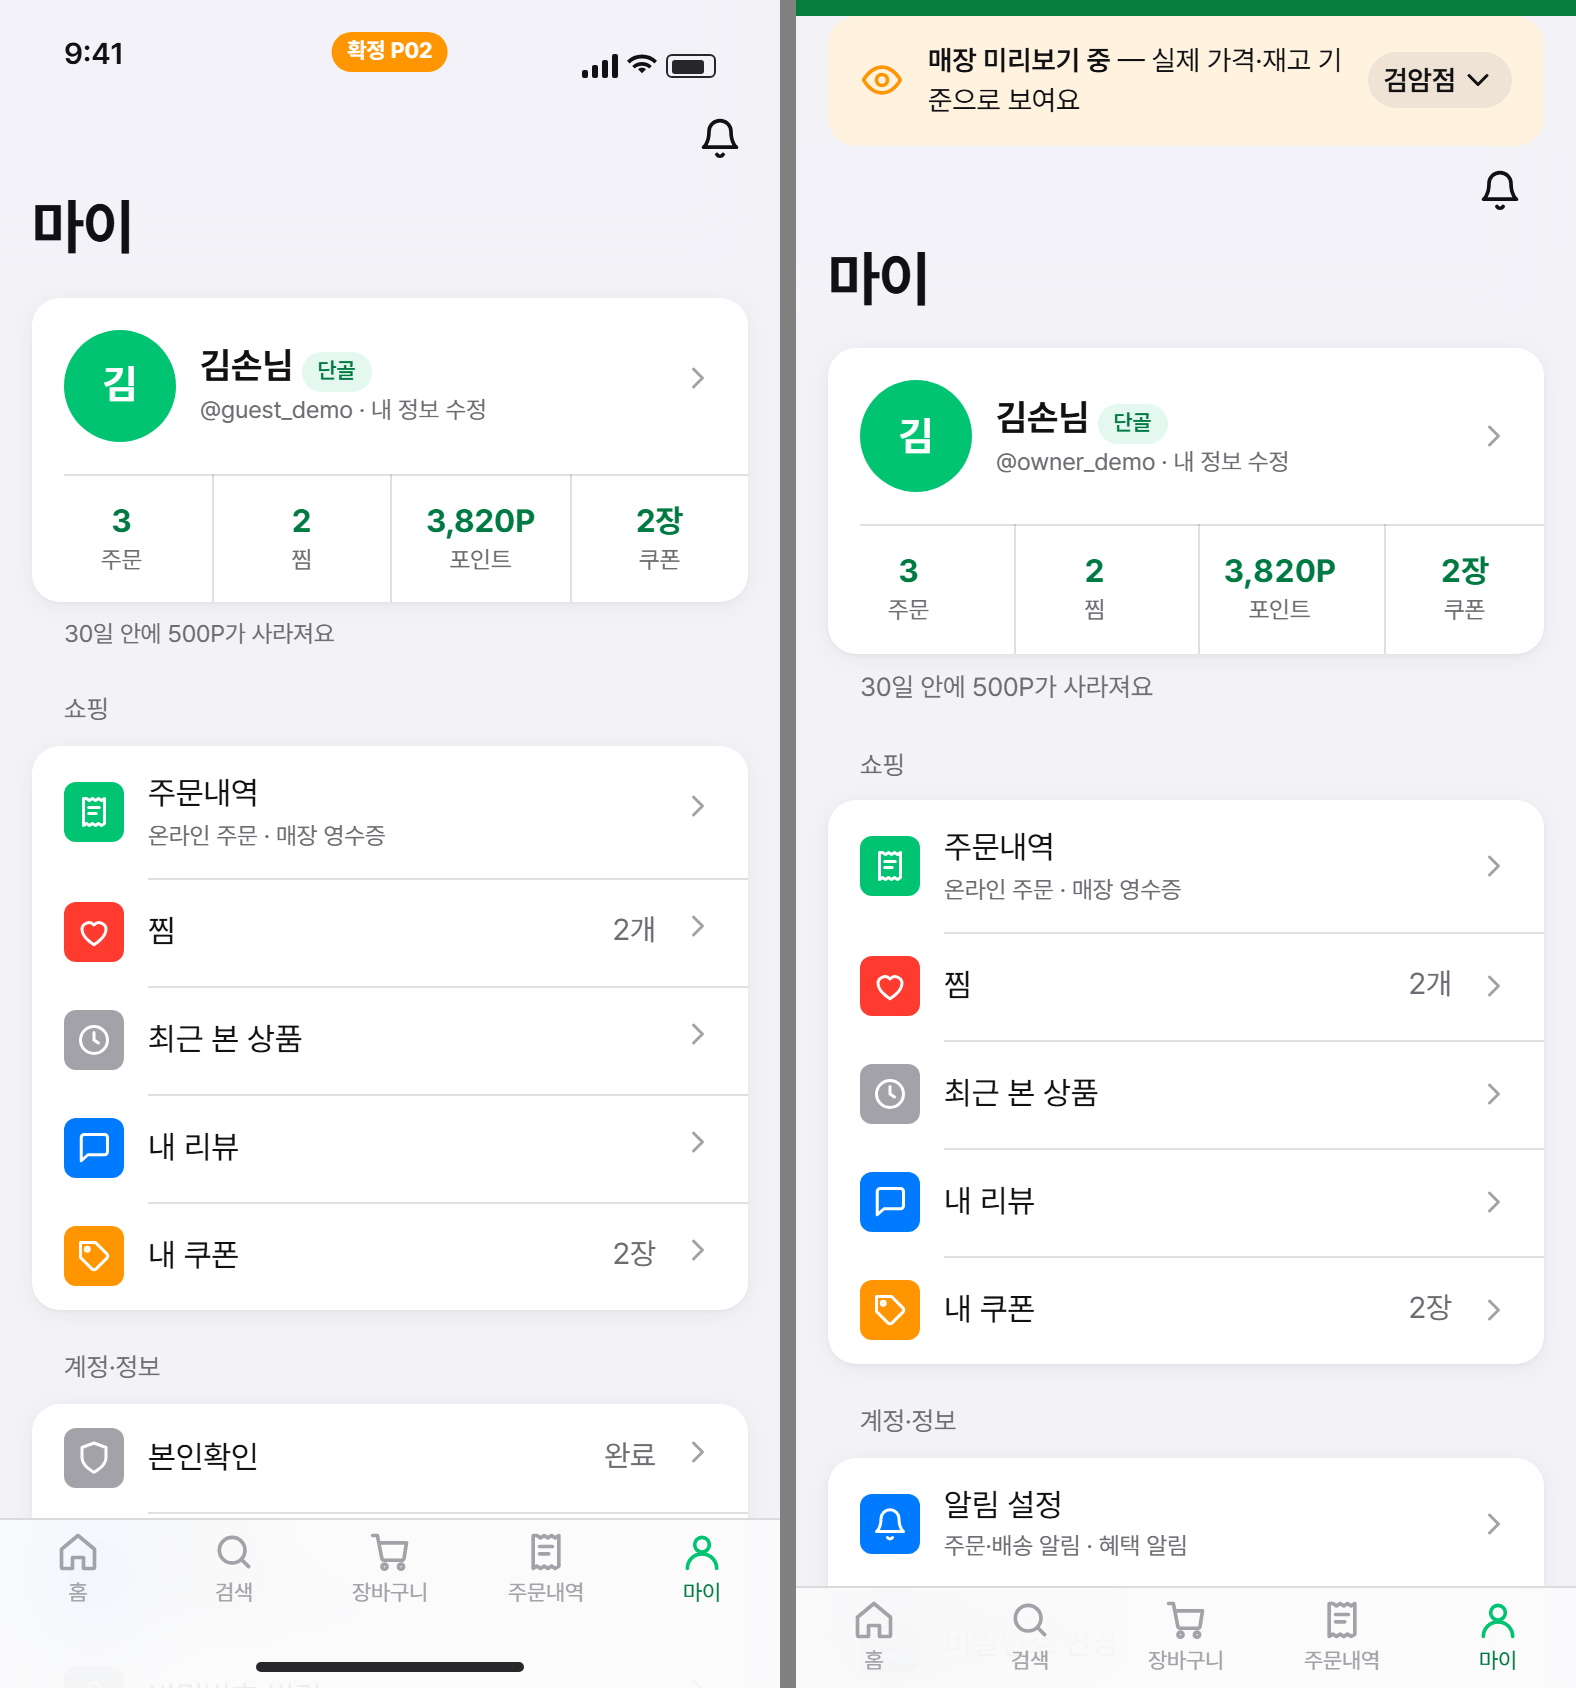 9:41
확정 P02
마이
김
김손님 단골
@guest_demo · 내 정보 수정
3
주문
2
찜
3,820P
포인트
2장
쿠폰
30일 안에 500P가 사라져요
쇼핑
주문내역
온라인 주문 · 매장 영수증
찜 2개
최근 본 상품
내 리뷰
내 쿠폰 2장
계정·정보
본인확인 완료
홈 검색 장바구니 주문내역 마이
매장 미리보기 중 — 실제 가격·재고 기
준으로 보여요
검암점
마이
김
김손님 단골
@owner_demo · 내 정보 수정
3
주문
2
찜
3,820P
포인트
2장
쿠폰
30일 안에 500P가 사라져요
쇼핑
주문내역
온라인 주문 · 매장 영수증
찜 2개
최근 본 상품
내 리뷰
내 쿠폰 2장
계정·정보
알림 설정
주문·배송 알림 · 혜택 알림
홈 검색 장바구니 주문내역 마이